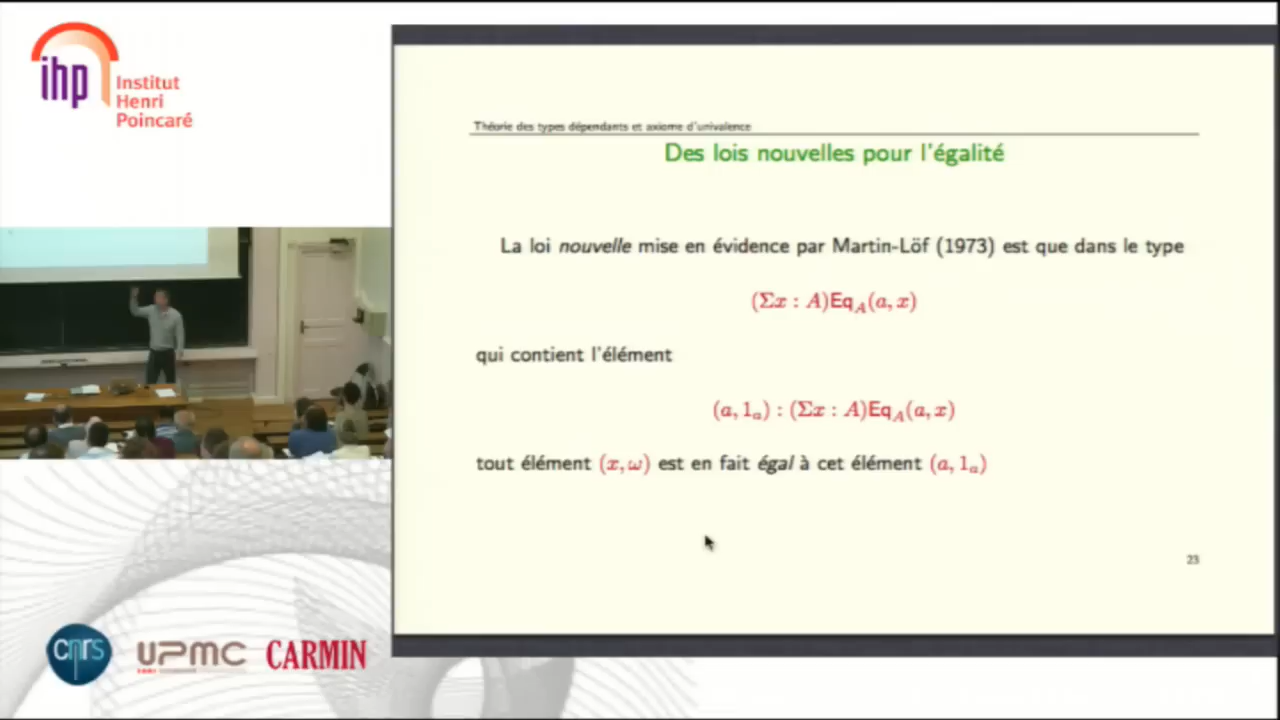 ihp
Institut
Henri
Poincaré
Théorie des types dépendants et axiome d'univalence
Des lois nouvelles pour l'égalité
La loi nouvelle mise en évidence par Martin-Löf (1973) est que dans le type
(Σx : A)Eq_A(a, x)
qui contient l'élément
(a, 1_a) : (Σx : A)Eq_A(a, x)
tout élément (x, ω) est en fait égal à cet élément (a, 1_a)
23
cnrs
UPMC
CARMIN